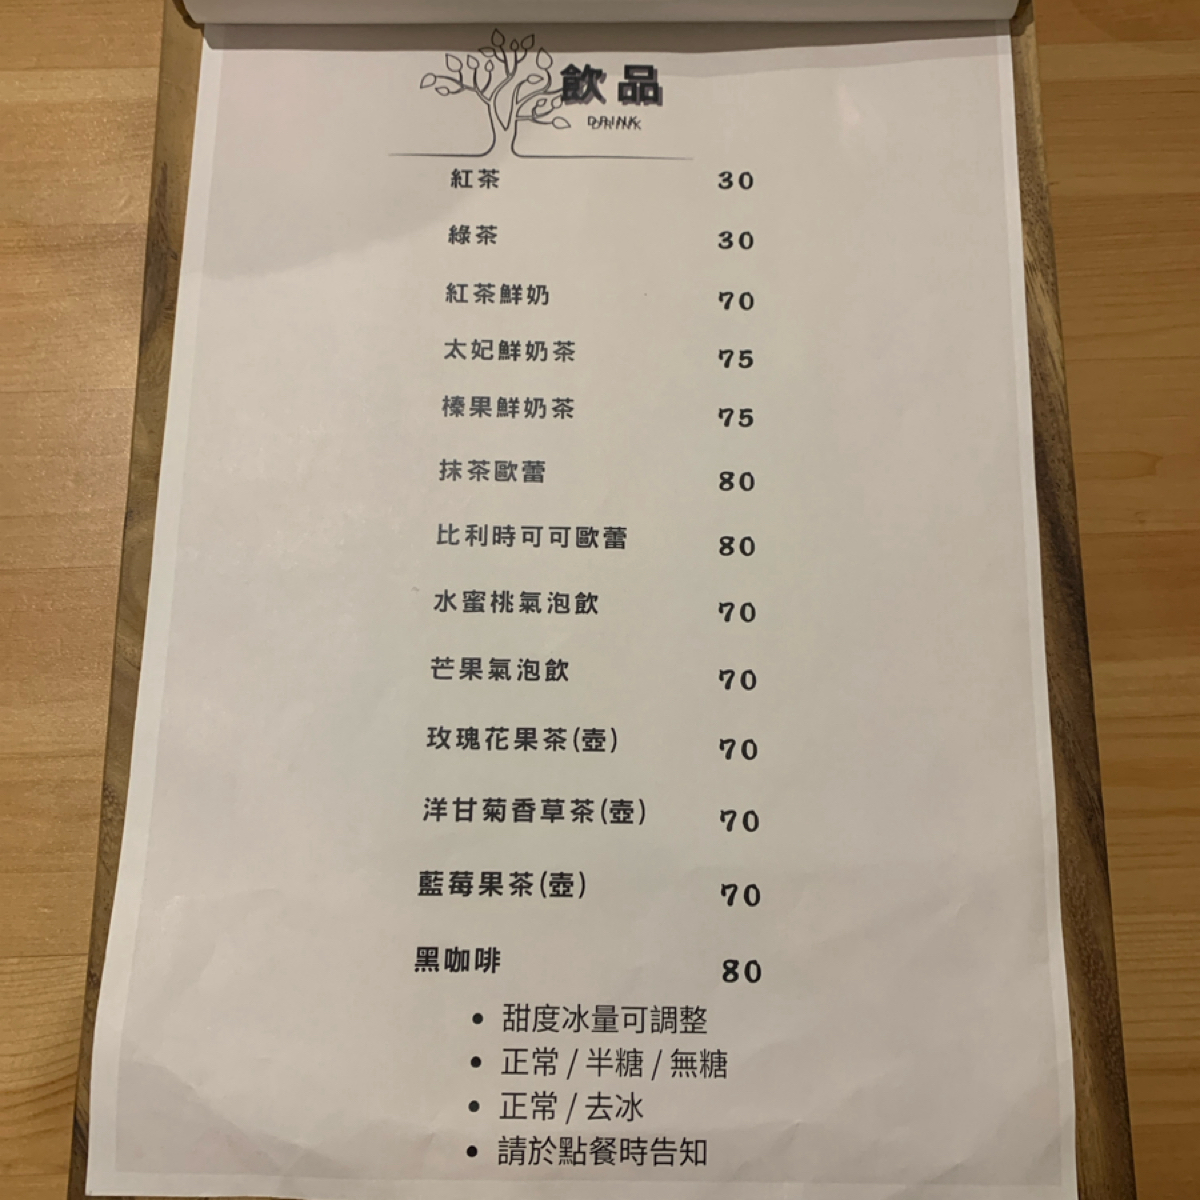 飲品
DRINK
紅茶 30
綠茶 30
紅茶鮮奶 70
太妃鮮奶茶 75
榛果鮮奶茶 75
抹茶歐蕾 80
比利時可可歐蕾 80
水蜜桃氣泡飲 70
芒果氣泡飲 70
玫瑰花果茶(壺) 70
洋甘菊香草茶(壺) 70
藍莓果茶(壺) 70
黑咖啡 80
• 甜度冰量可調整
• 正常 / 半糖 / 無糖
• 正常 / 去冰
• 請於點餐時告知